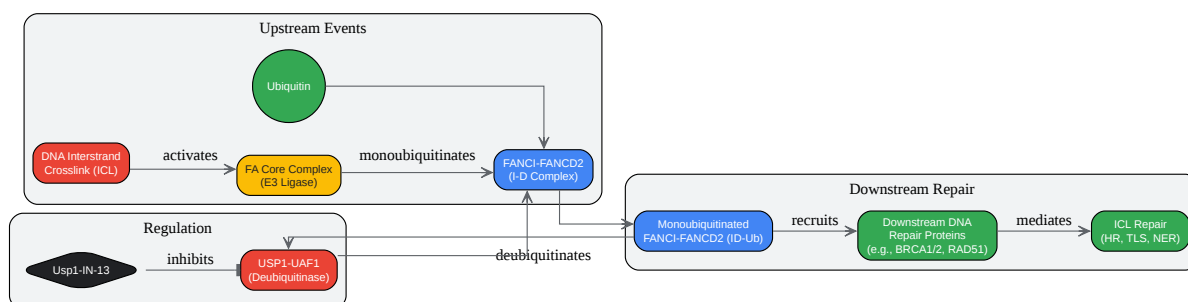 Upstream Events
Ubiquitin
DNA Interstrand
Crosslink (ICL)
activates
FA Core Complex
(E3 Ligase)
monoubiquitinates
FANCI-FANCD2
(I-D Complex)
Regulation
Usp1-IN-13
inhibits
USP1-UAF1
(Deubiquitinase)
deubiquitinates
Downstream Repair
Monoubiquitinated
FANCI-FANCD2 (ID-Ub)
recruits
Downstream DNA
Repair Proteins
(e.g., BRCA1/2, RAD51)
mediates
ICL Repair
(HR, TLS, NER)